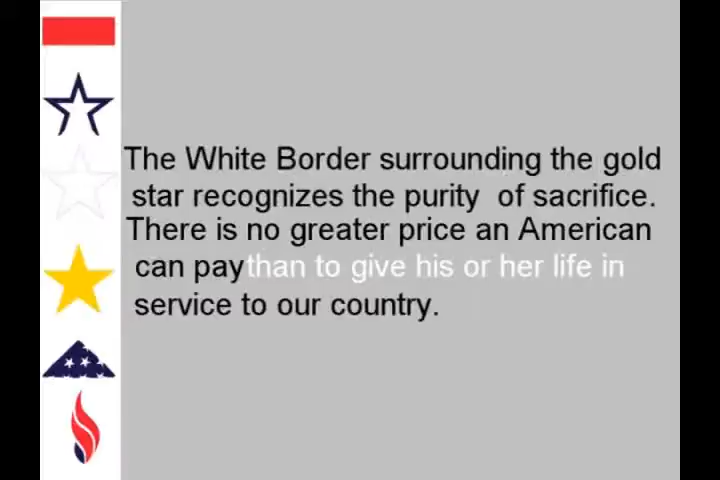 The White Border surrounding the gold
star recognizes the purity of sacrifice.
There is no greater price an American
can pay than to give his or her life in
service to our country.